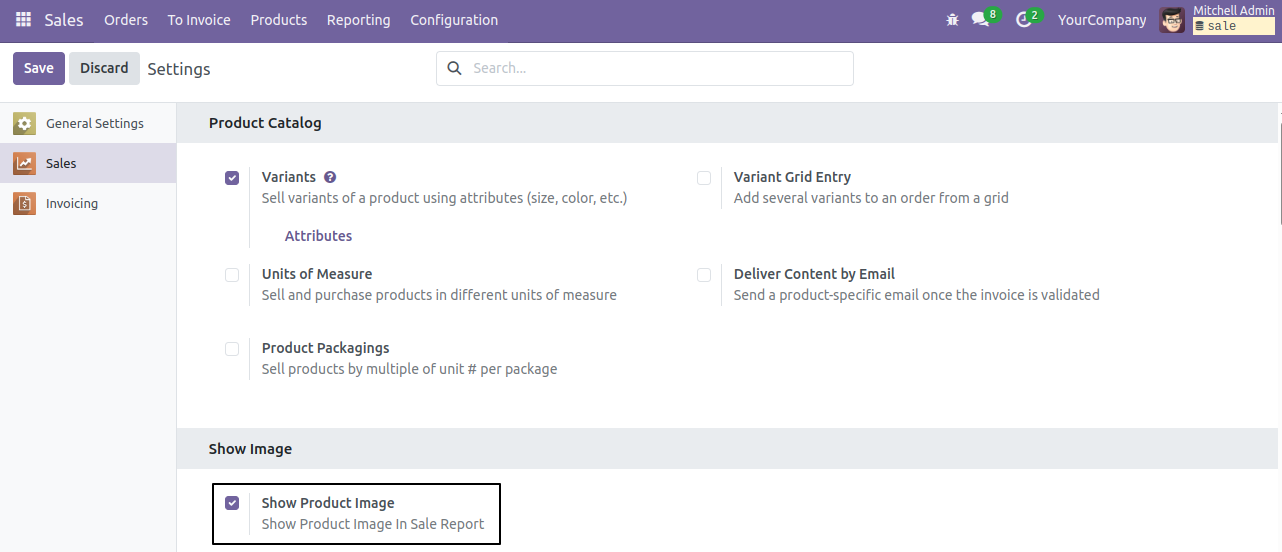 Sales Orders To Invoice Products Reporting Configuration 8 2 YourCompany Mitchell Admin
sale
Save Discard Settings Search...
General Settings
Sales
Invoicing
Product Catalog
Variants ?
Sell variants of a product using attributes (size, color, etc.)
Attributes
Variant Grid Entry
Add several variants to an order from a grid
Units of Measure
Sell and purchase products in different units of measure
Deliver Content by Email
Send a product-specific email once the invoice is validated
Product Packagings
Sell products by multiple of unit # per package
Show Image
Show Product Image
Show Product Image In Sale Report